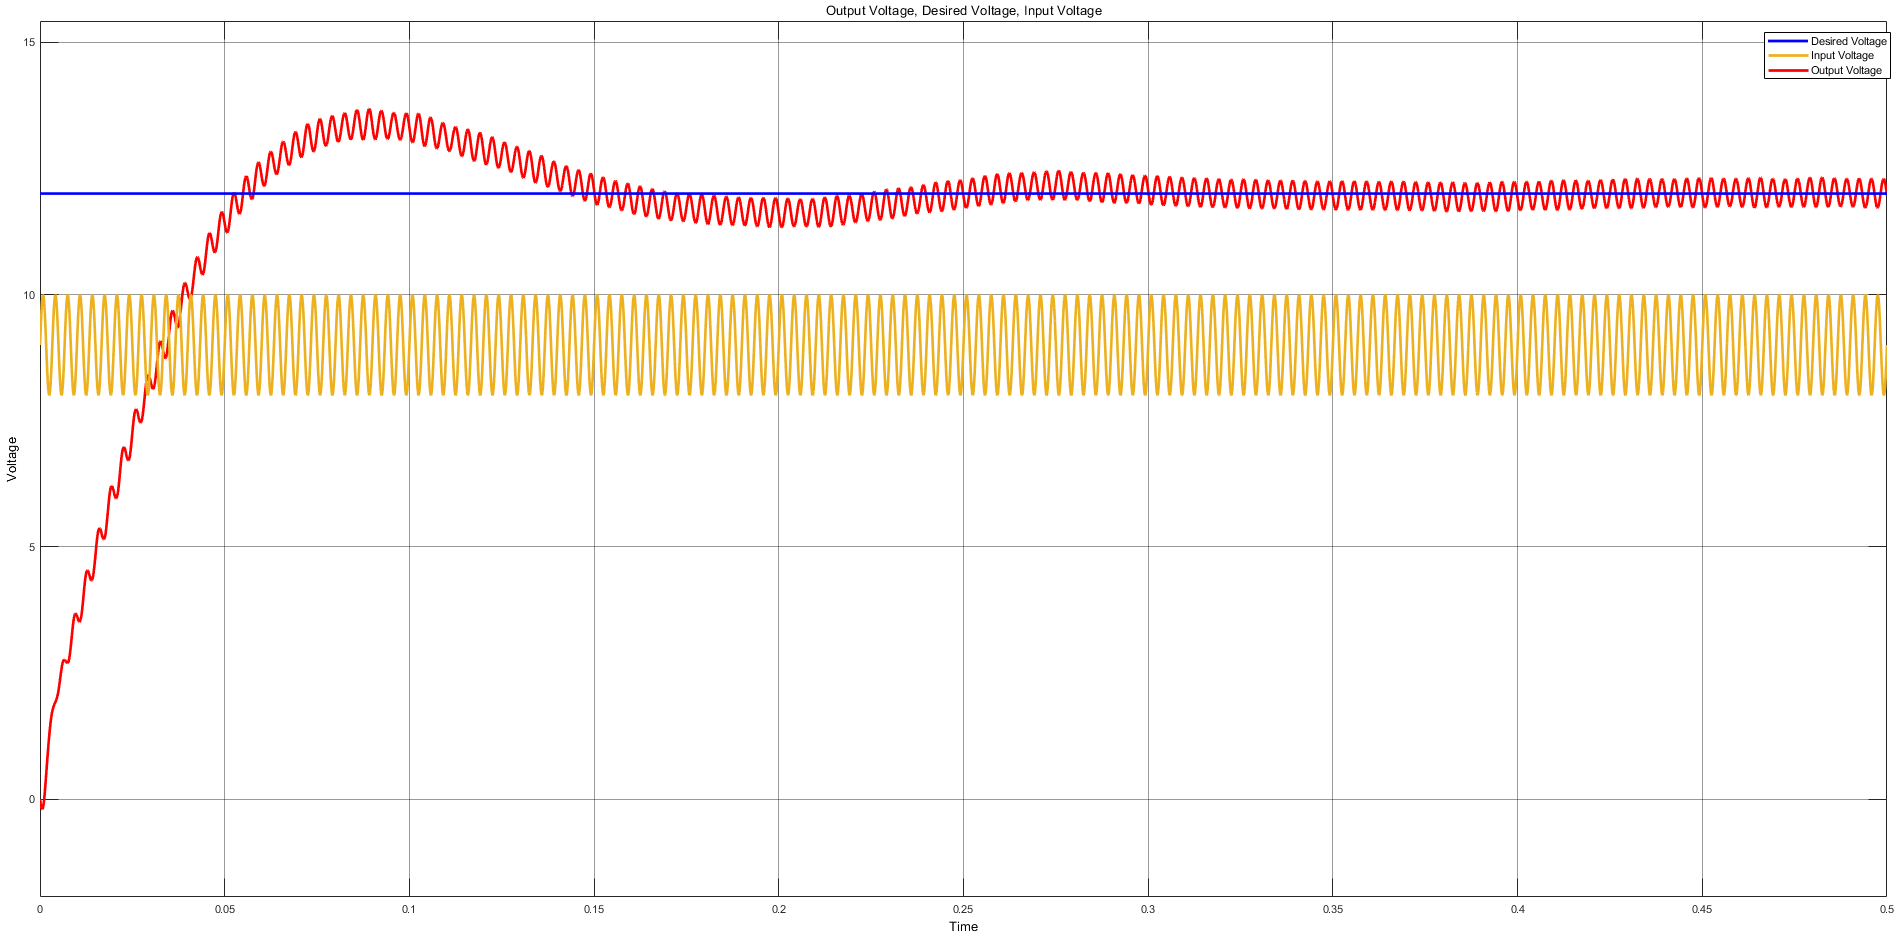 Output Voltage, Desired Voltage, Input Voltage
Desired Voltage
Input Voltage
Output Voltage
15
10
5
0
Voltage
0
0.05
0.1
0.15
0.2
0.25
0.3
0.35
0.4
0.45
0.5
Time